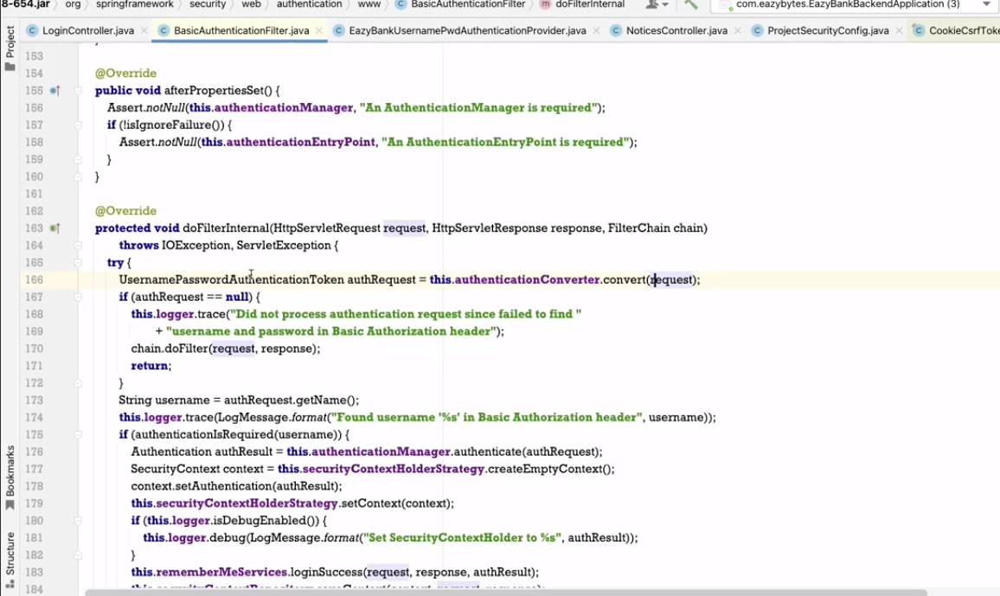 8-654.jar › org › springframework › security › web › authentication › www › BasicAuthenticationFilter › doFilterInternal com.eazybytes.EazyBankBackendApplication (3)
LoginController.java BasicAuthenticationFilter.java EazyBankUsernamePwdAuthenticationProvider.java NoticesController.java ProjectSecurityConfig.java CookieCsrfToke
Project
153
154 @Override
155 public void afterPropertiesSet() {
156 Assert.notNull(this.authenticationManager, "An AuthenticationManager is required");
157 if (!isIgnoreFailure()) {
158 Assert.notNull(this.authenticationEntryPoint, "An AuthenticationEntryPoint is required");
159 }
160 }
161
162 @Override
163 protected void doFilterInternal(HttpServletRequest request, HttpServletResponse response, FilterChain chain)
164 throws IOException, ServletException {
165 try {
166 UsernamePasswordAuthenticationToken authRequest = this.authenticationConverter.convert(request);
167 if (authRequest == null) {
168 this.logger.trace("Did not process authentication request since failed to find "
169 + "username and password in Basic Authorization header");
170 chain.doFilter(request, response);
171 return;
172 }
173 String username = authRequest.getName();
174 this.logger.trace(LogMessage.format("Found username '%s' in Basic Authorization header", username));
175 if (authenticationIsRequired(username)) {
176 Authentication authResult = this.authenticationManager.authenticate(authRequest);
177 SecurityContext context = this.securityContextHolderStrategy.createEmptyContext();
178 context.setAuthentication(authResult);
179 this.securityContextHolderStrategy.setContext(context);
180 if (this.logger.isDebugEnabled()) {
181 this.logger.debug(LogMessage.format("Set SecurityContextHolder to %s", authResult));
182 }
183 this.rememberMeServices.loginSuccess(request, response, authResult);
184
Bookmarks
Structure